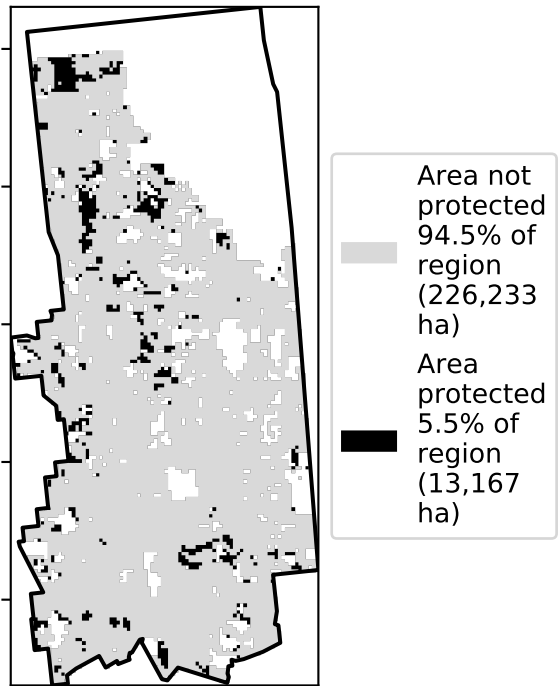 Area not
protected
94.5% of
region
(226,233
ha)
Area
protected
5.5% of
region
(13,167
ha)